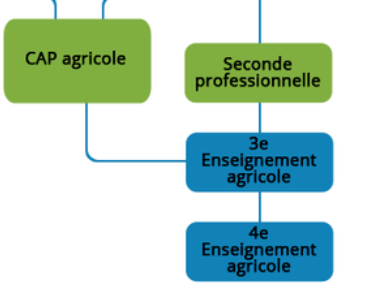 CAP agricole
Seconde
professionnelle
3e
Enseignement
agricole
4e
Enseignement
agricole